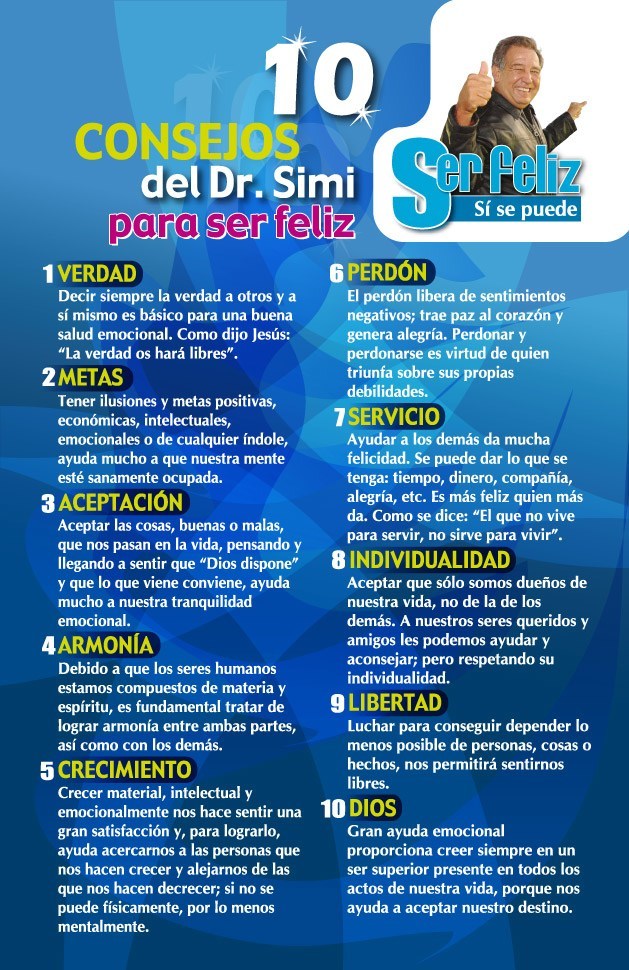 10
CONSEJOS
del Dr. Simi
para ser feliz
Ser feliz
Sí se puede
1 VERDAD
Decir siempre la verdad a otros y a
sí mismo es básico para una buena
salud emocional. Como dijo Jesús:
“La verdad os hará libres”.
2 METAS
Tener ilusiones y metas positivas,
económicas, intelectuales,
emocionales o de cualquier índole,
ayuda mucho a que nuestra mente
esté sanamente ocupada.
3 ACEPTACIÓN
Aceptar las cosas, buenas o malas,
que nos pasan en la vida, pensando y
llegando a sentir que “Dios dispone”
y que lo que viene conviene, ayuda
mucho a nuestra tranquilidad
emocional.
4 ARMONÍA
Debido a que los seres humanos
estamos compuestos de materia y
espíritu, es fundamental tratar de
lograr armonía entre ambas partes,
así como con los demás.
5 CRECIMIENTO
Crecer material, intelectual y
emocionalmente nos hace sentir una
gran satisfacción y, para lograrlo,
ayuda acercarnos a las personas que
nos hacen crecer y alejarnos de las
que nos hacen decrecer; si no se
puede físicamente, por lo menos
mentalmente.
6 PERDÓN
El perdón libera de sentimientos
negativos; trae paz al corazón y
genera alegría. Perdonar y
perdonarse es virtud de quien
triunfa sobre sus propias
debilidades.
7 SERVICIO
Ayudar a los demás da mucha
felicidad. Se puede dar lo que se
tenga: tiempo, dinero, compañía,
alegría, etc. Es más feliz quien más
da. Como se dice: “El que no vive
para servir, no sirve para vivir”.
8 INDIVIDUALIDAD
Aceptar que sólo somos dueños de
nuestra vida, no de la de los
demás. A nuestros seres queridos y
amigos les podemos ayudar y
aconsejar; pero respetando su
individualidad.
9 LIBERTAD
Luchar para conseguir depender lo
menos posible de personas, cosas o
hechos, nos permitirá sentirnos
libres.
10 DIOS
Gran ayuda emocional
proporciona creer siempre en un
ser superior presente en todos los
actos de nuestra vida, porque nos
ayuda a aceptar nuestro destino.